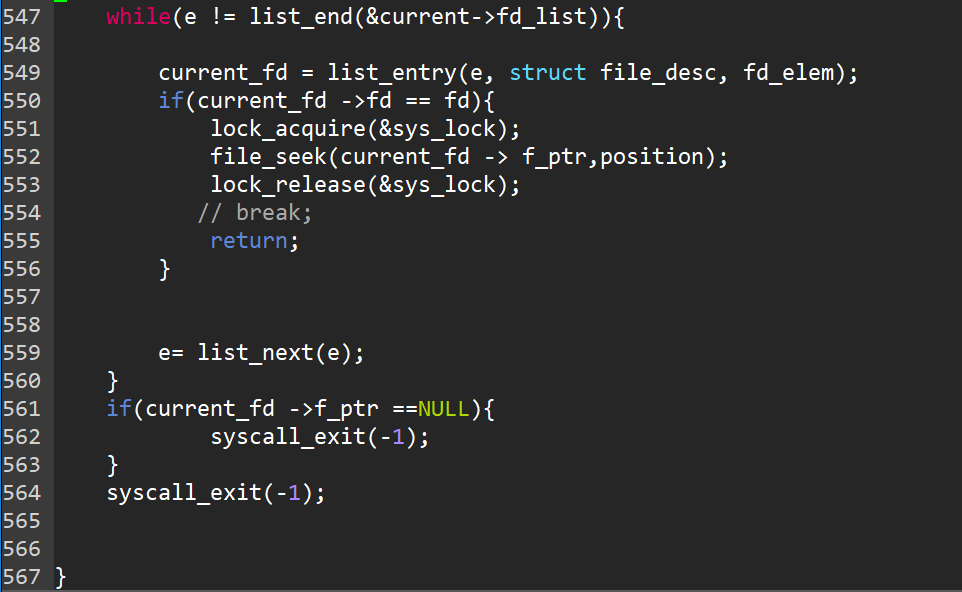 547     while(e != list_end(&current->fd_list)){
548
549         current_fd = list_entry(e, struct file_desc, fd_elem);
550         if(current_fd ->fd == fd){
551             lock_acquire(&sys_lock);
552             file_seek(current_fd -> f_ptr,position);
553             lock_release(&sys_lock);
554            // break;
555             return;
556         }
557
558
559         e= list_next(e);
560     }
561     if(current_fd ->f_ptr ==NULL){
562             syscall_exit(-1);
563     }
564     syscall_exit(-1);
565
566
567 }